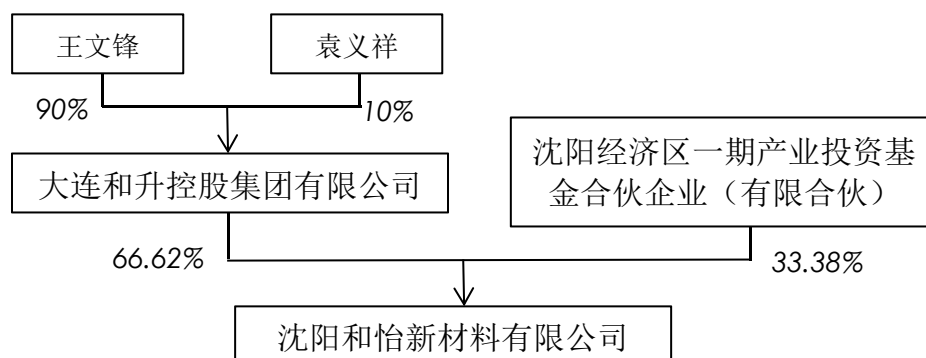 王文锋
袁义祥
90%
10%
大连和升控股集团有限公司
沈阳经济区一期产业投资基
金合伙企业（有限合伙）
66.62%
33.38%
沈阳和怡新材料有限公司